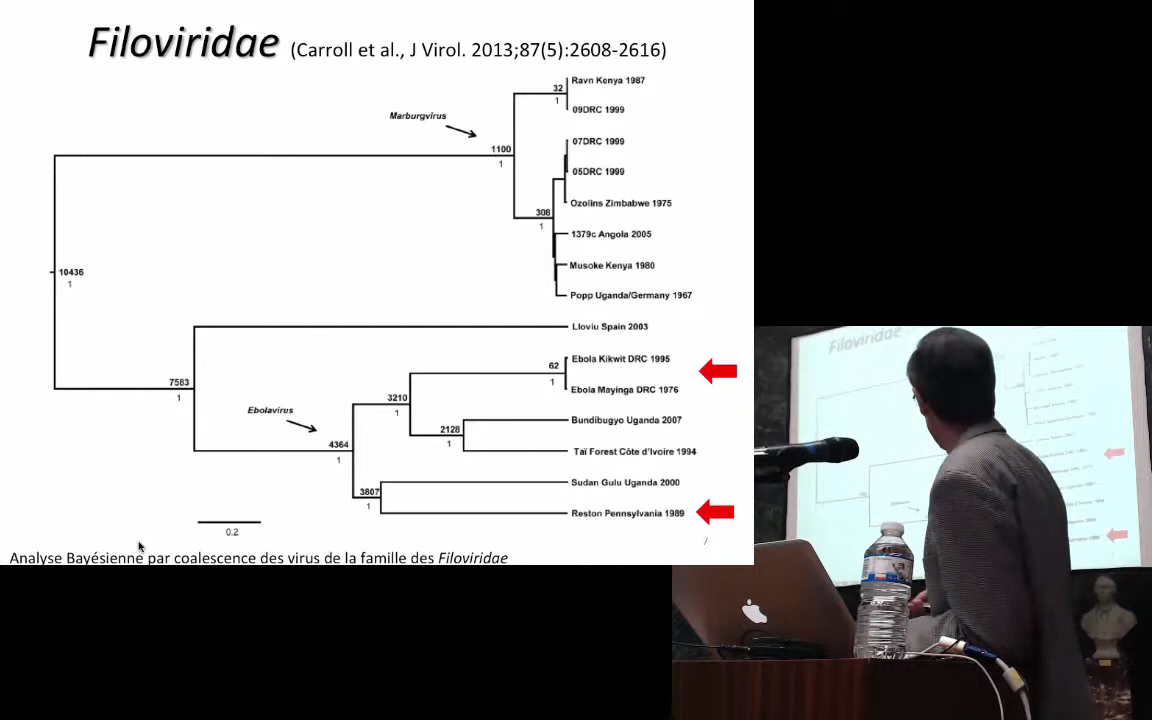 Filoviridae (Carroll et al., J Virol. 2013;87(5):2608-2616)
Ravn Kenya 1987
32
1
09DRC 1999
Marburgvirus
07DRC 1999
1100
1
05DRC 1999
Ozolins Zimbabwe 1975
308
1
1379c Angola 2005
Musoke Kenya 1980
10436
1
Popp Uganda/Germany 1967
Lloviu Spain 2003
Ebola Kikwit DRC 1995
62
1
7583
1
Ebola Mayinga DRC 1976
3210
1
Ebolavirus
Bundibugyo Uganda 2007
2128
1
4364
1
Taï Forest Côte d'Ivoire 1994
Sudan Gulu Uganda 2000
3807
1
Reston Pennsylvania 1989
0.2
7
Analyse Bayésienne par coalescence des virus de la famille des Filoviridae
Filoviridae